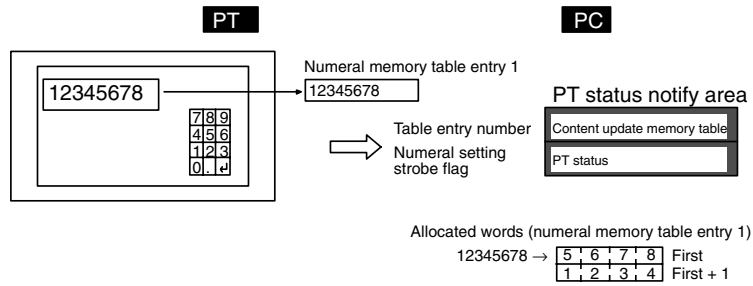 PT
PC
Numeral memory table entry 1
12345678
12345678
PT status notify area
7 8 9
4 5 6
1 2 3
0 . ↵
Table entry number
Numeral setting
strobe flag
Content update memory table
PT status
Allocated words (numeral memory table entry 1)
12345678 → 5 6 7 8 First
1 2 3 4 First + 1